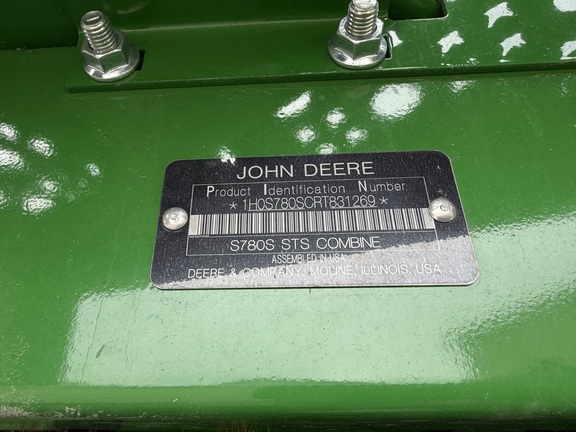 JOHN DEERE
Product Identification Number
*1H0S780SCRT831269*
S780S STS COMBINE
ASSEMBLED IN USA
DEERE & COMPANY MOLINE, ILLINOIS, USA